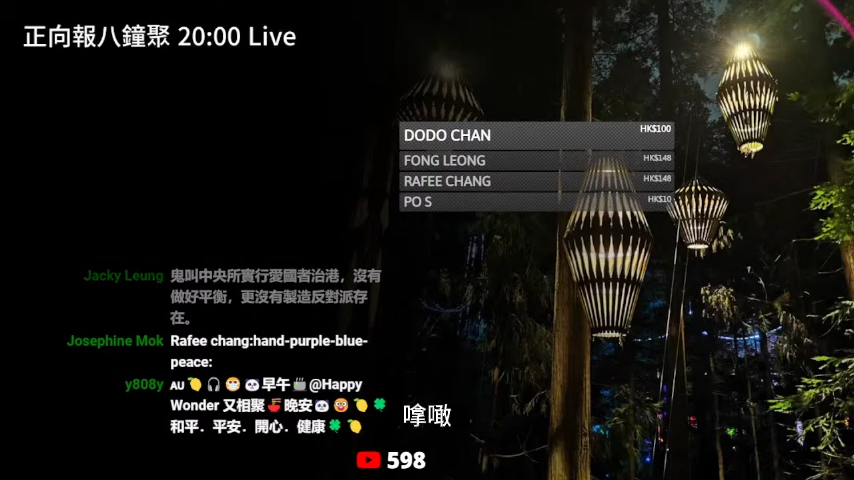 正向報八鐘聚 20:00 Live
DODO CHAN HK$100
FONG LEONG HK$148
RAFEE CHANG HK$148
PO S HK$10
Jacky Leung 鬼叫中央所實行愛國者治港，沒有
做好平衡，更沒有製造反對派存
在。
Josephine Mok Rafee chang:hand-purple-blue-
peace:
y808y AU🍋🎧😷🐼早午🍵@Happy
Wonder 又相聚🍜晚安🐼🤡🍋🍀
和平．平安．開心．健康🍀🍋
嗱噉
598